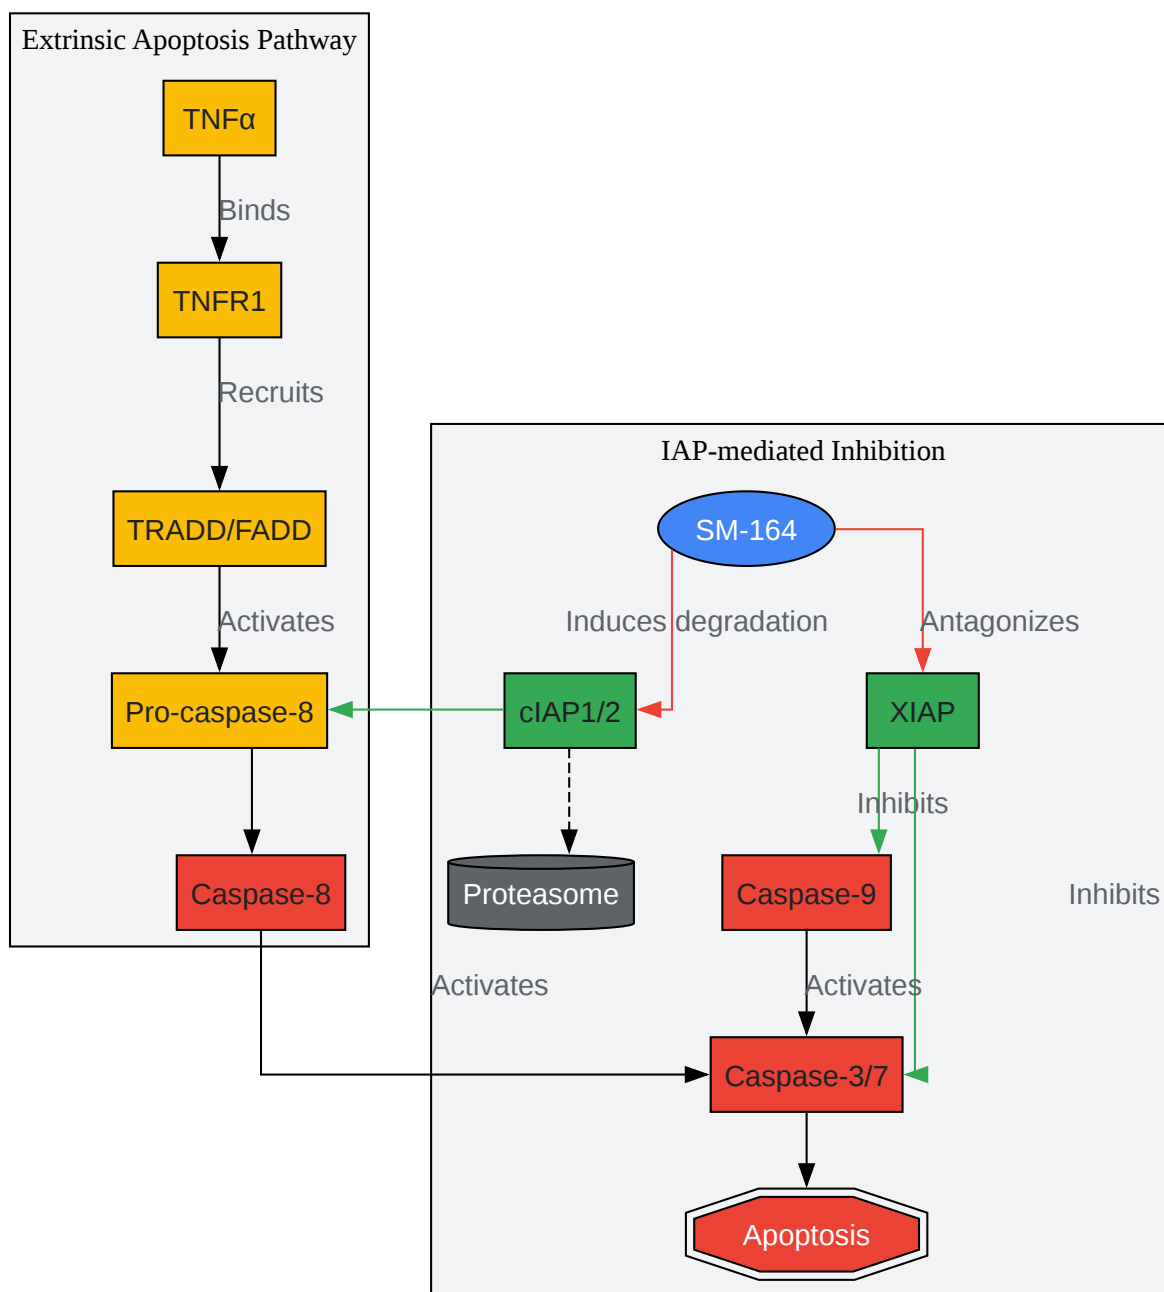 Extrinsic Apoptosis Pathway
TNFα
Binds
TNFR1
Recruits
IAP-mediated Inhibition
TRADD/FADD
SM-164
Activates
Induces degradation
Antagonizes
Pro-caspase-8
cIAP1/2
XIAP
Inhibits
Caspase-8
Proteasome
Caspase-9
Inhibits
Activates
Activates
Caspase-3/7
Apoptosis